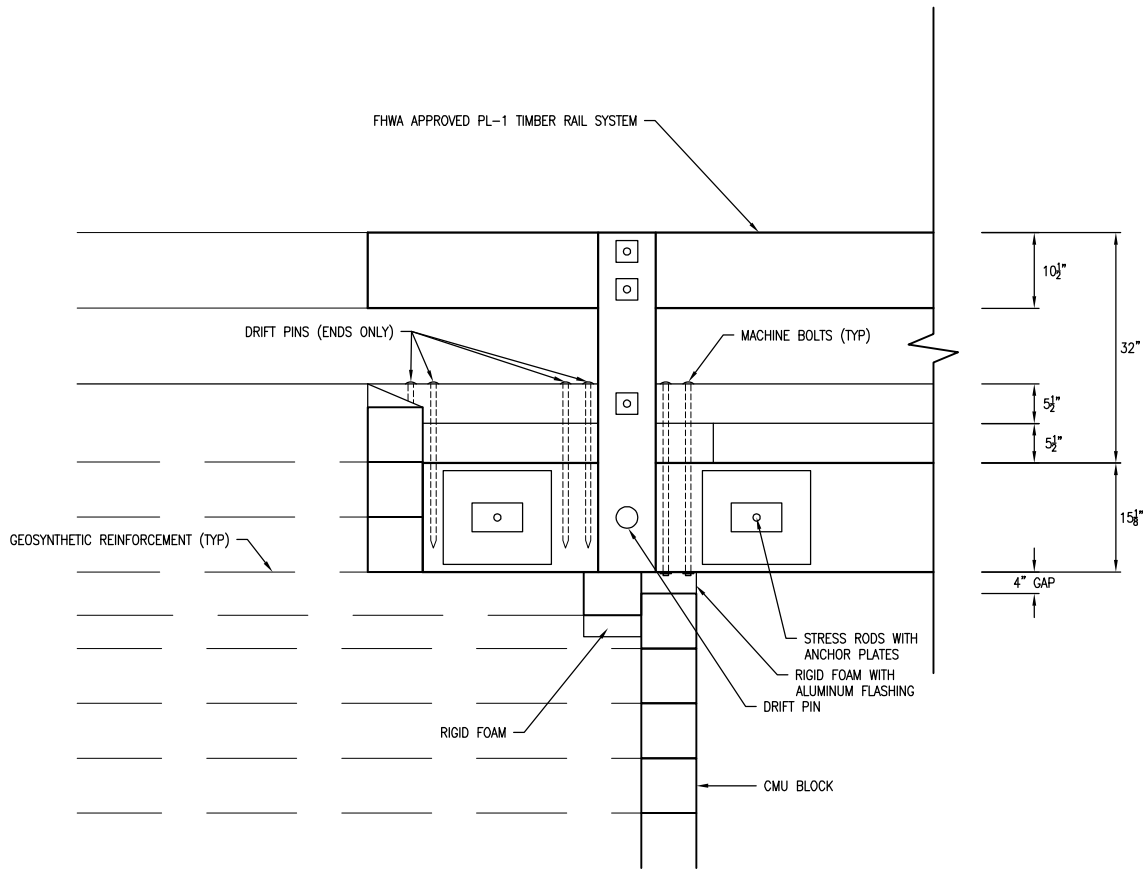 FHWA APPROVED PL-1 TIMBER RAIL SYSTEM
10½"
DRIFT PINS (ENDS ONLY)
MACHINE BOLTS (TYP)
32"
5½"
5½"
15⅛"
GEOSYNTHETIC REINFORCEMENT (TYP)
4" GAP
STRESS RODS WITH
ANCHOR PLATES
RIGID FOAM WITH
ALUMINUM FLASHING
DRIFT PIN
RIGID FOAM
CMU BLOCK